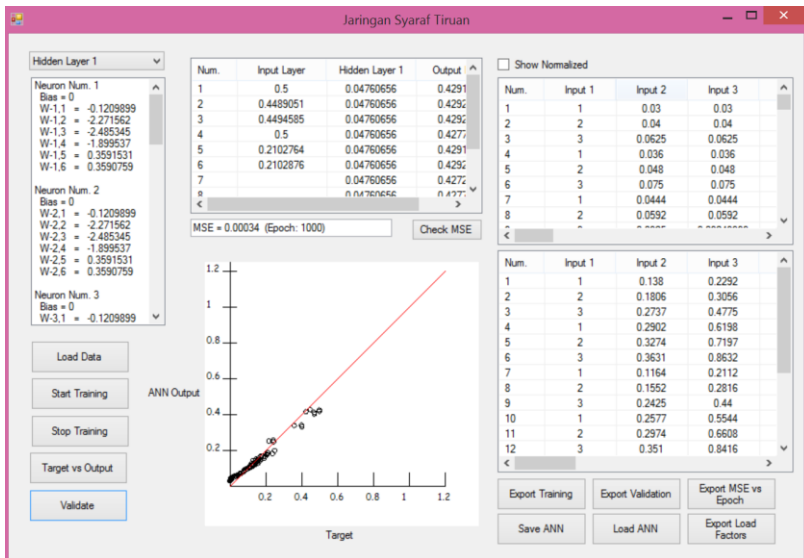 Jaringan Syaraf Tiruan
Hidden Layer 1
Neuron Num. 1
Bias = 0
W-1,1 = -0.1209899
W-1,2 = -2.271562
W-1,3 = -2.485345
W-1,4 = -1.899537
W-1,5 = 0.3591531
W-1,6 = 0.3590759
Neuron Num. 2
Bias = 0
W-2,1 = -0.1209899
W-2,2 = -2.271562
W-2,3 = -2.485345
W-2,4 = -1.899537
W-2,5 = 0.3591531
W-2,6 = 0.3590759
Neuron Num. 3
Bias = 0
W-3,1 = -0.1209899
Load Data
Start Training
Stop Training
Target vs Output
Validate
Num. Input Layer Hidden Layer 1 Output
1 0.5 0.04760656 0.4291
2 0.4489051 0.04760656 0.4292
3 0.4494585 0.04760656 0.4292
4 0.5 0.04760656 0.4277
5 0.2102764 0.04760656 0.4291
6 0.2102876 0.04760656 0.4292
7 0.04760656 0.4272
8 0.04760656 0.4277
MSE = 0.00034 (Epoch: 1000)
Check MSE
1.2
1
0.8
0.6
ANN Output
0.4
0.2
0.2 0.4 0.6 0.8 1 1.2
Target
Show Normalized
Num. Input 1 Input 2 Input 3
1 1 0.03 0.03
2 2 0.04 0.04
3 3 0.0625 0.0625
4 1 0.036 0.036
5 2 0.048 0.048
6 3 0.075 0.075
7 1 0.0444 0.0444
8 2 0.0592 0.0592
Num. Input 1 Input 2 Input 3
1 1 0.138 0.2292
2 2 0.1806 0.3056
3 3 0.2737 0.4775
4 1 0.2902 0.6198
5 2 0.3274 0.7197
6 3 0.3631 0.8632
7 1 0.1164 0.2112
8 2 0.1552 0.2816
9 3 0.2425 0.44
10 1 0.2577 0.5544
11 2 0.2974 0.6608
12 3 0.351 0.8416
Export Training
Export Validation
Export MSE vs
Epoch
Save ANN
Load ANN
Export Load
Factors